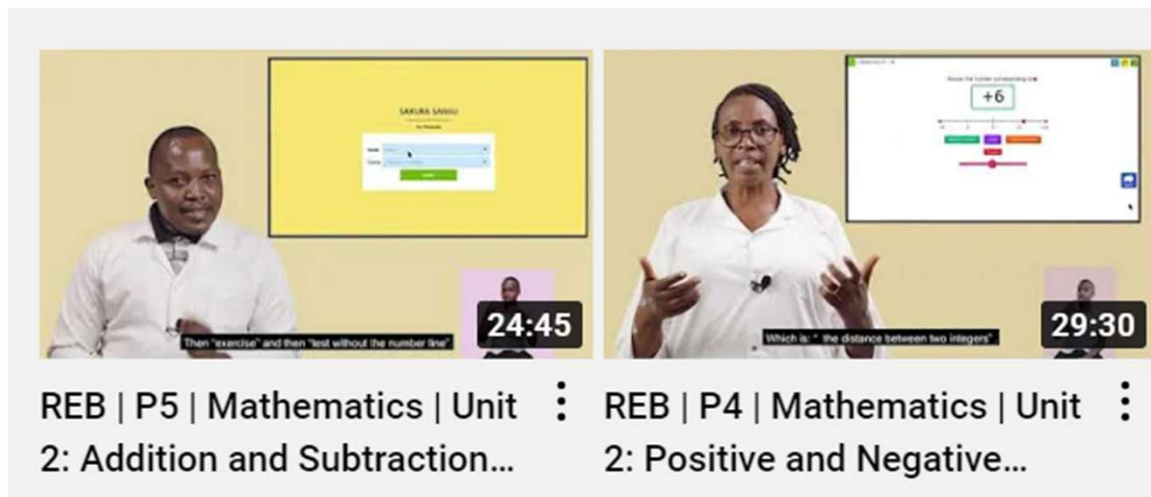 SAKURA SANSU
+6
Then "exercise" and then "test without the number line".
24:45
Which is: " the distance between two integers" .
29:30
REB | P5 | Mathematics | Unit
2: Addition and Subtraction...
REB | P4 | Mathematics | Unit
2: Positive and Negative...